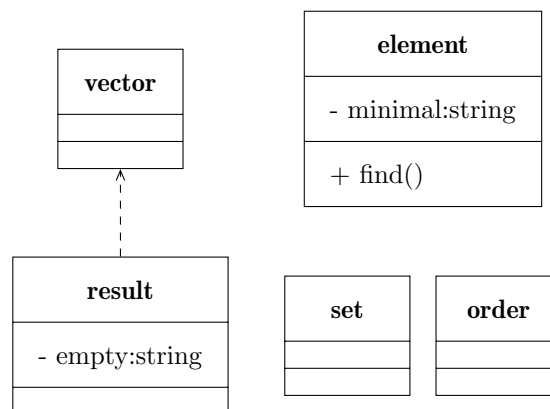 vector
element
- minimal:string
+ find()
result
- empty:string
set
order